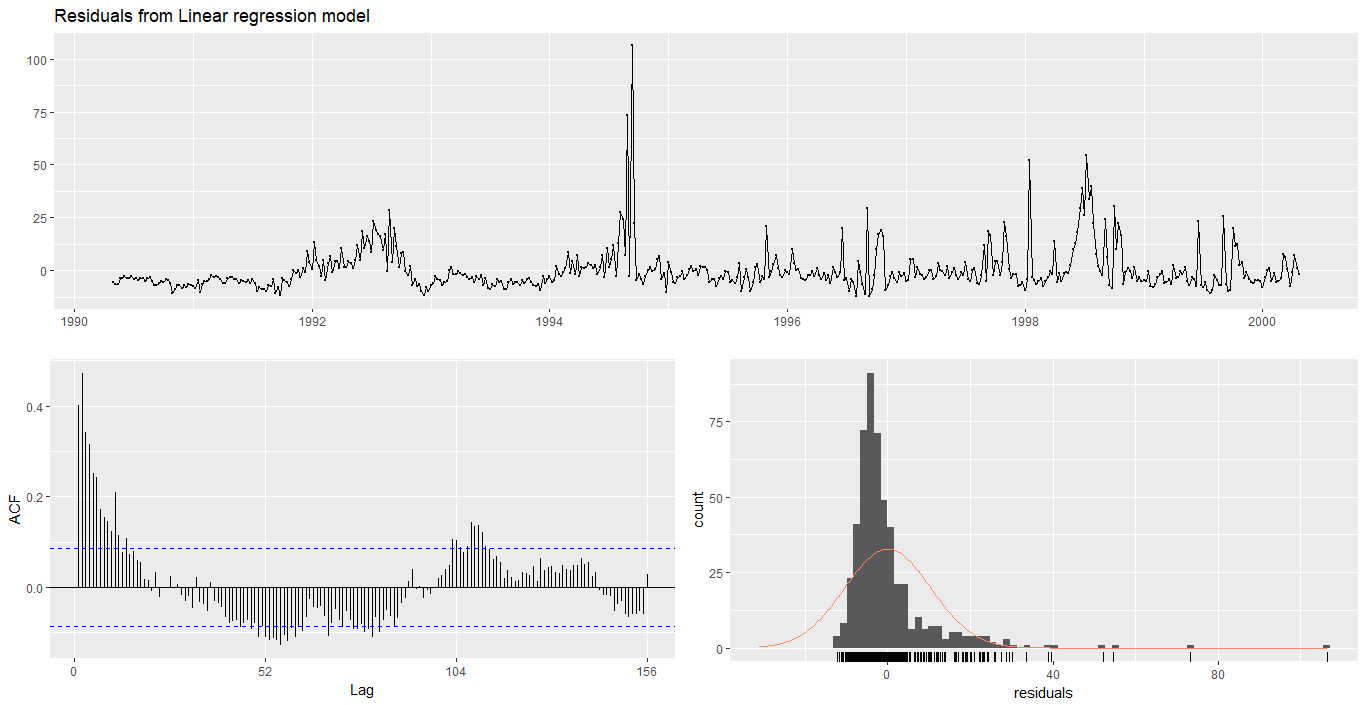 Residuals from Linear regression model
100
75
50
25
0
1990 1992 1994 1996 1998 2000
ACF
0.4
0.2
0.0
0 52 104 156
Lag
count
75
50
25
0
0 40 80
residuals